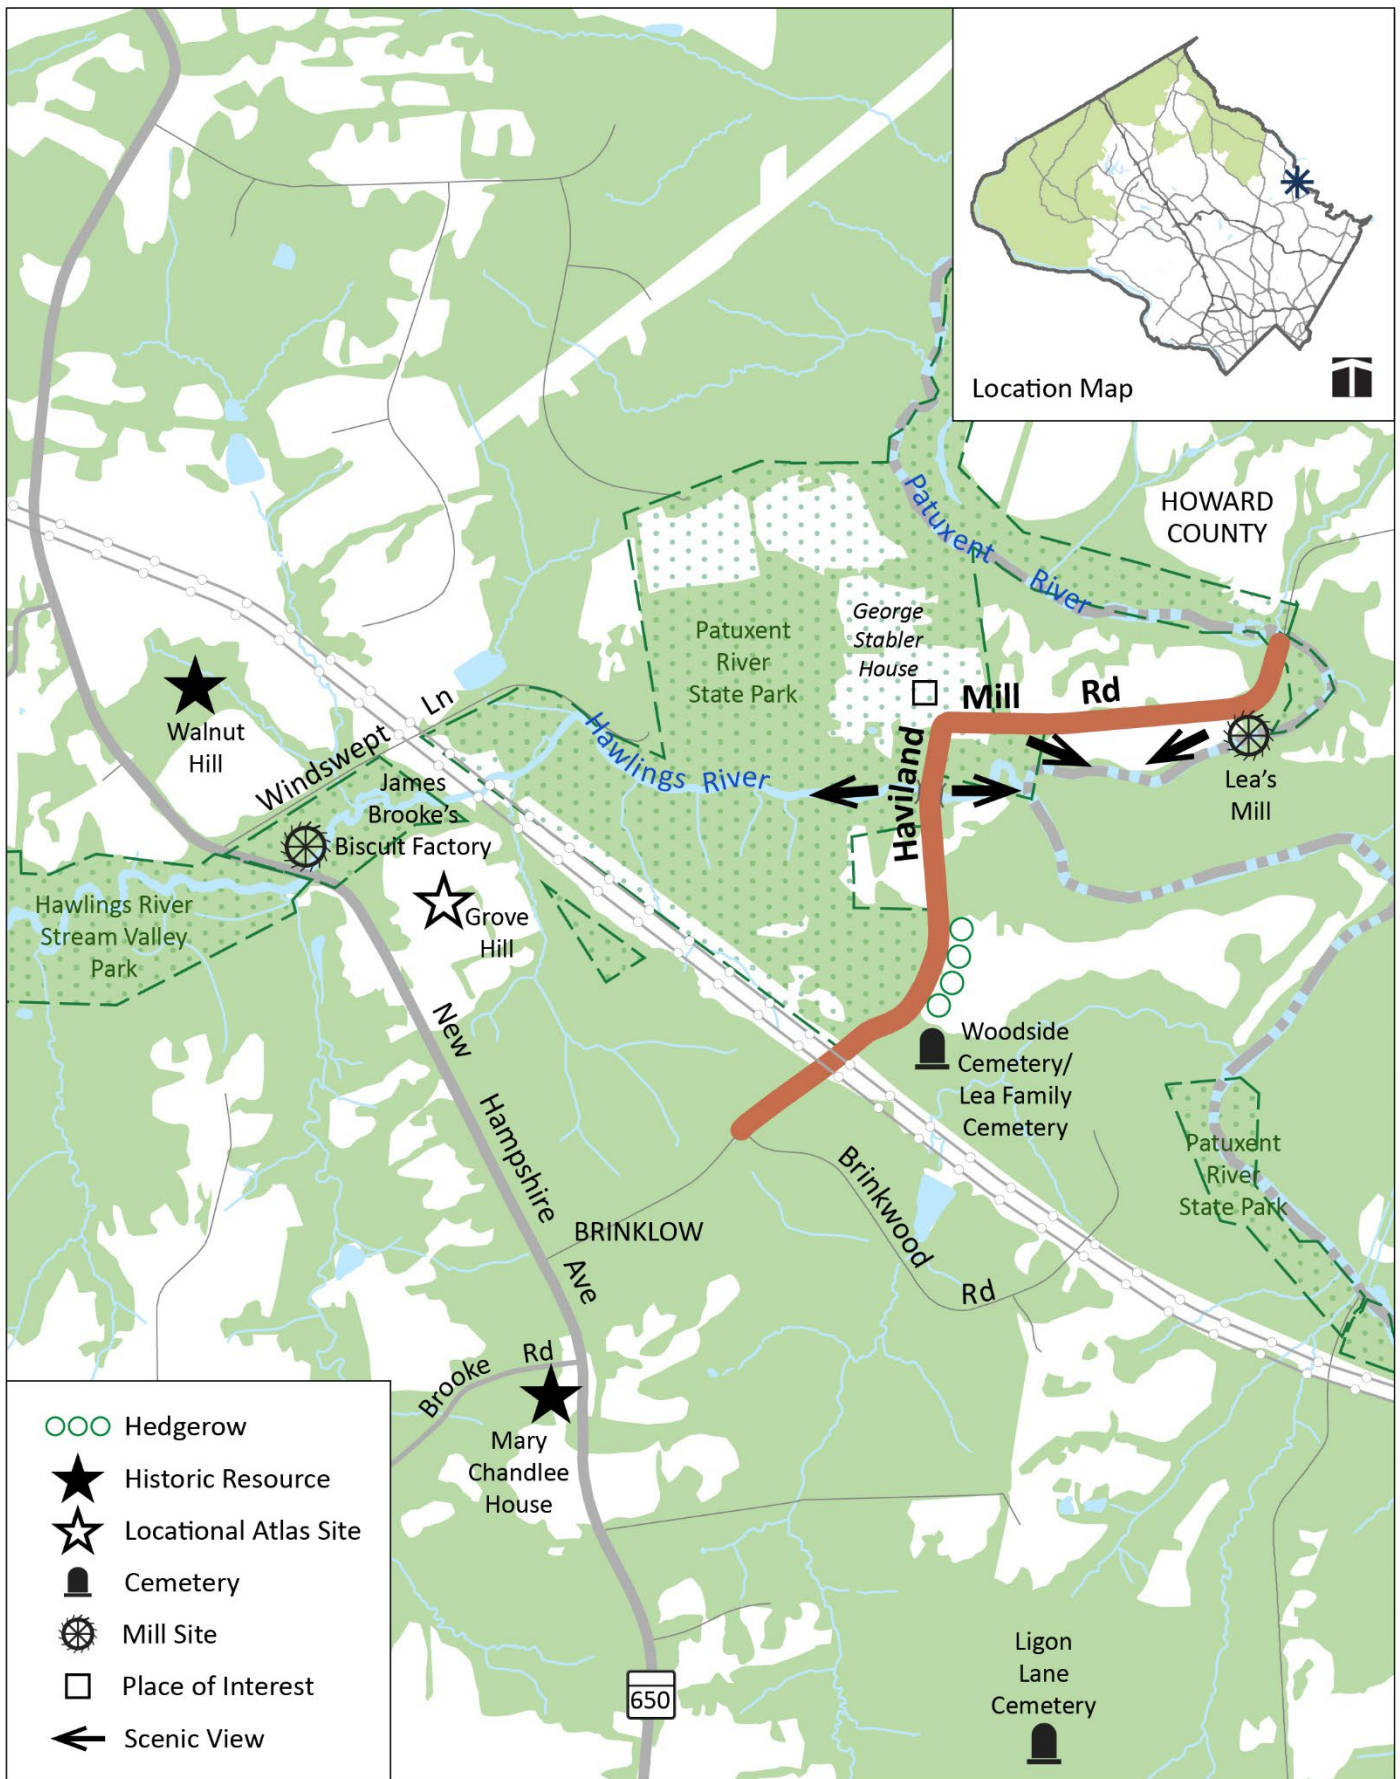 Location Map
HOWARD
COUNTY
Patuxent
River
George
Stabler
House
Patuxent
River
State Park
Mill Rd
Haviland
Walnut
Hill
Windswept Ln
Hawlings River
James
Brooke's
Biscuit Factory
Lea's
Mill
Grove
Hill
Hawlings River
Stream Valley
Park
New Hampshire Ave
Woodside
Cemetery/
Lea Family
Cemetery
Patuxent
River
State Park
Brinkwood Rd
BRINKLOW
Brooke Rd
Mary
Chandlee
House
650
Ligon
Lane
Cemetery
Hedgerow
Historic Resource
Locational Atlas Site
Cemetery
Mill Site
Place of Interest
Scenic View